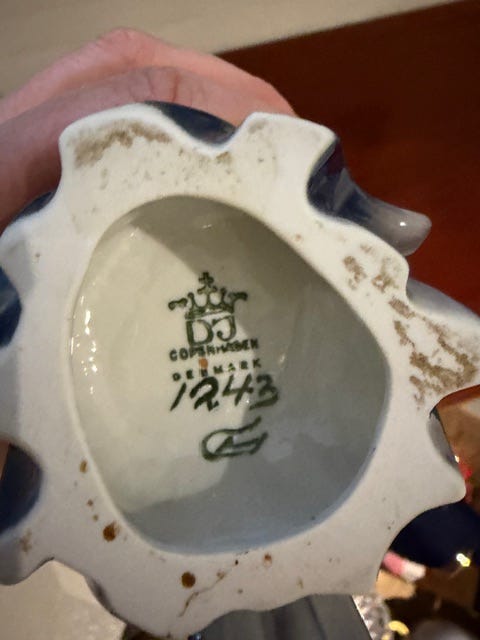 DJ
COPENHAGEN
DENMARK
1243